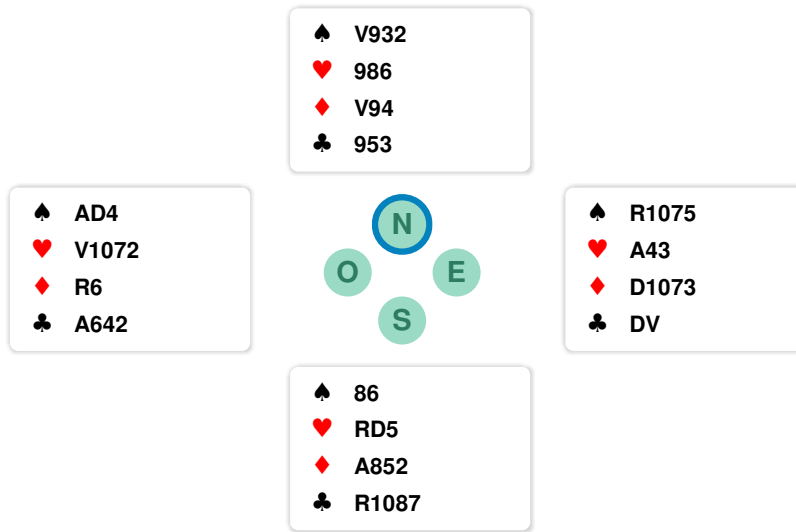 ♠ V932
♥ 986
♦ V94
♣ 953
♠ AD4
♥ V1072
♦ R6
♣ A642
N
O E
S
♠ R1075
♥ A43
♦ D1073
♣ DV
♠ 86
♥ RD5
♦ A852
♣ R1087